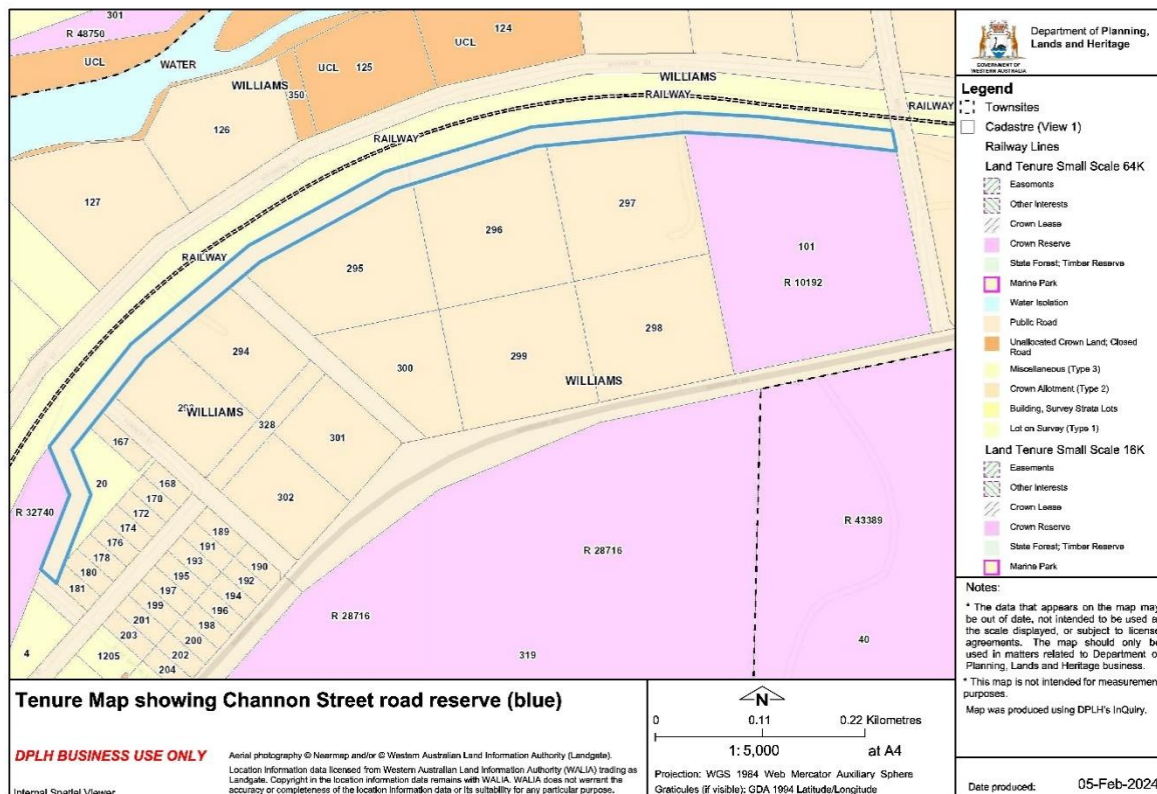 301
R 48750
UCL
WATER
124
UCL 125
WILLIAMS
350
126
127
WILLIAMS
RAILWAY
RAILWAY
RAILWAY
RAILWAY
297
296
295
101
R 10192
294
298
299
300
WILLIAMS
WILLIAMS
328
301
167
302
20
168
170
172
174
176
178
180
181
R 32740
189
191
193
195
197
199
201
203
190
192
194
196
198
200
202
204
4
1205
R 28716
R 28716
319
R 43389
40
Department of Planning,
Lands and Heritage
GOVERNMENT OF
WESTERN AUSTRALIA
Legend
Townsites
Cadastre (View 1)
Railway Lines
Land Tenure Small Scale 64K
Easements
Other Interests
Crown Lease
Crown Reserve
State Forest; Timber Reserve
Marine Park
Water Isolation
Public Road
Unallocated Crown Land; Closed
Road
Miscellaneous (Type 3)
Crown Allotment (Type 2)
Building, Survey Strata Lots
Lot on Survey (Type 1)
Land Tenure Small Scale 16K
Easements
Other Interests
Crown Lease
Crown Reserve
State Forest; Timber Reserve
Marine Park
Notes:
* The data that appears on the map may
be out of date, not intended to be used at
the scale displayed, or subject to license
agreements. The map should only be
used in matters related to Department of
Planning, Lands and Heritage business.
* This map is not intended for measurement
purposes.
Map was produced using DPLH's InQuiry.
Date produced: 05-Feb-2024
Tenure Map showing Channon Street road reserve (blue)
DPLH BUSINESS USE ONLY
Internal Spatial Viewer
Aerial photography © Nearmap and/or © Western Australian Land Information Authority (Landgate).
Location information data licensed from Western Australian Land Information Authority (WALIA) trading as
Landgate. Copyright in the location information data remains with WALIA. WALIA does not warrant the
accuracy or completeness of the location information data or its suitability for any particular purpose.
N
0 0.11 0.22 Kilometres
1: 5,000 at A4
Projection: WGS 1984 Web Mercator Auxiliary Sphere
Graticules (if visible): GDA 1994 Latitude/Longitude